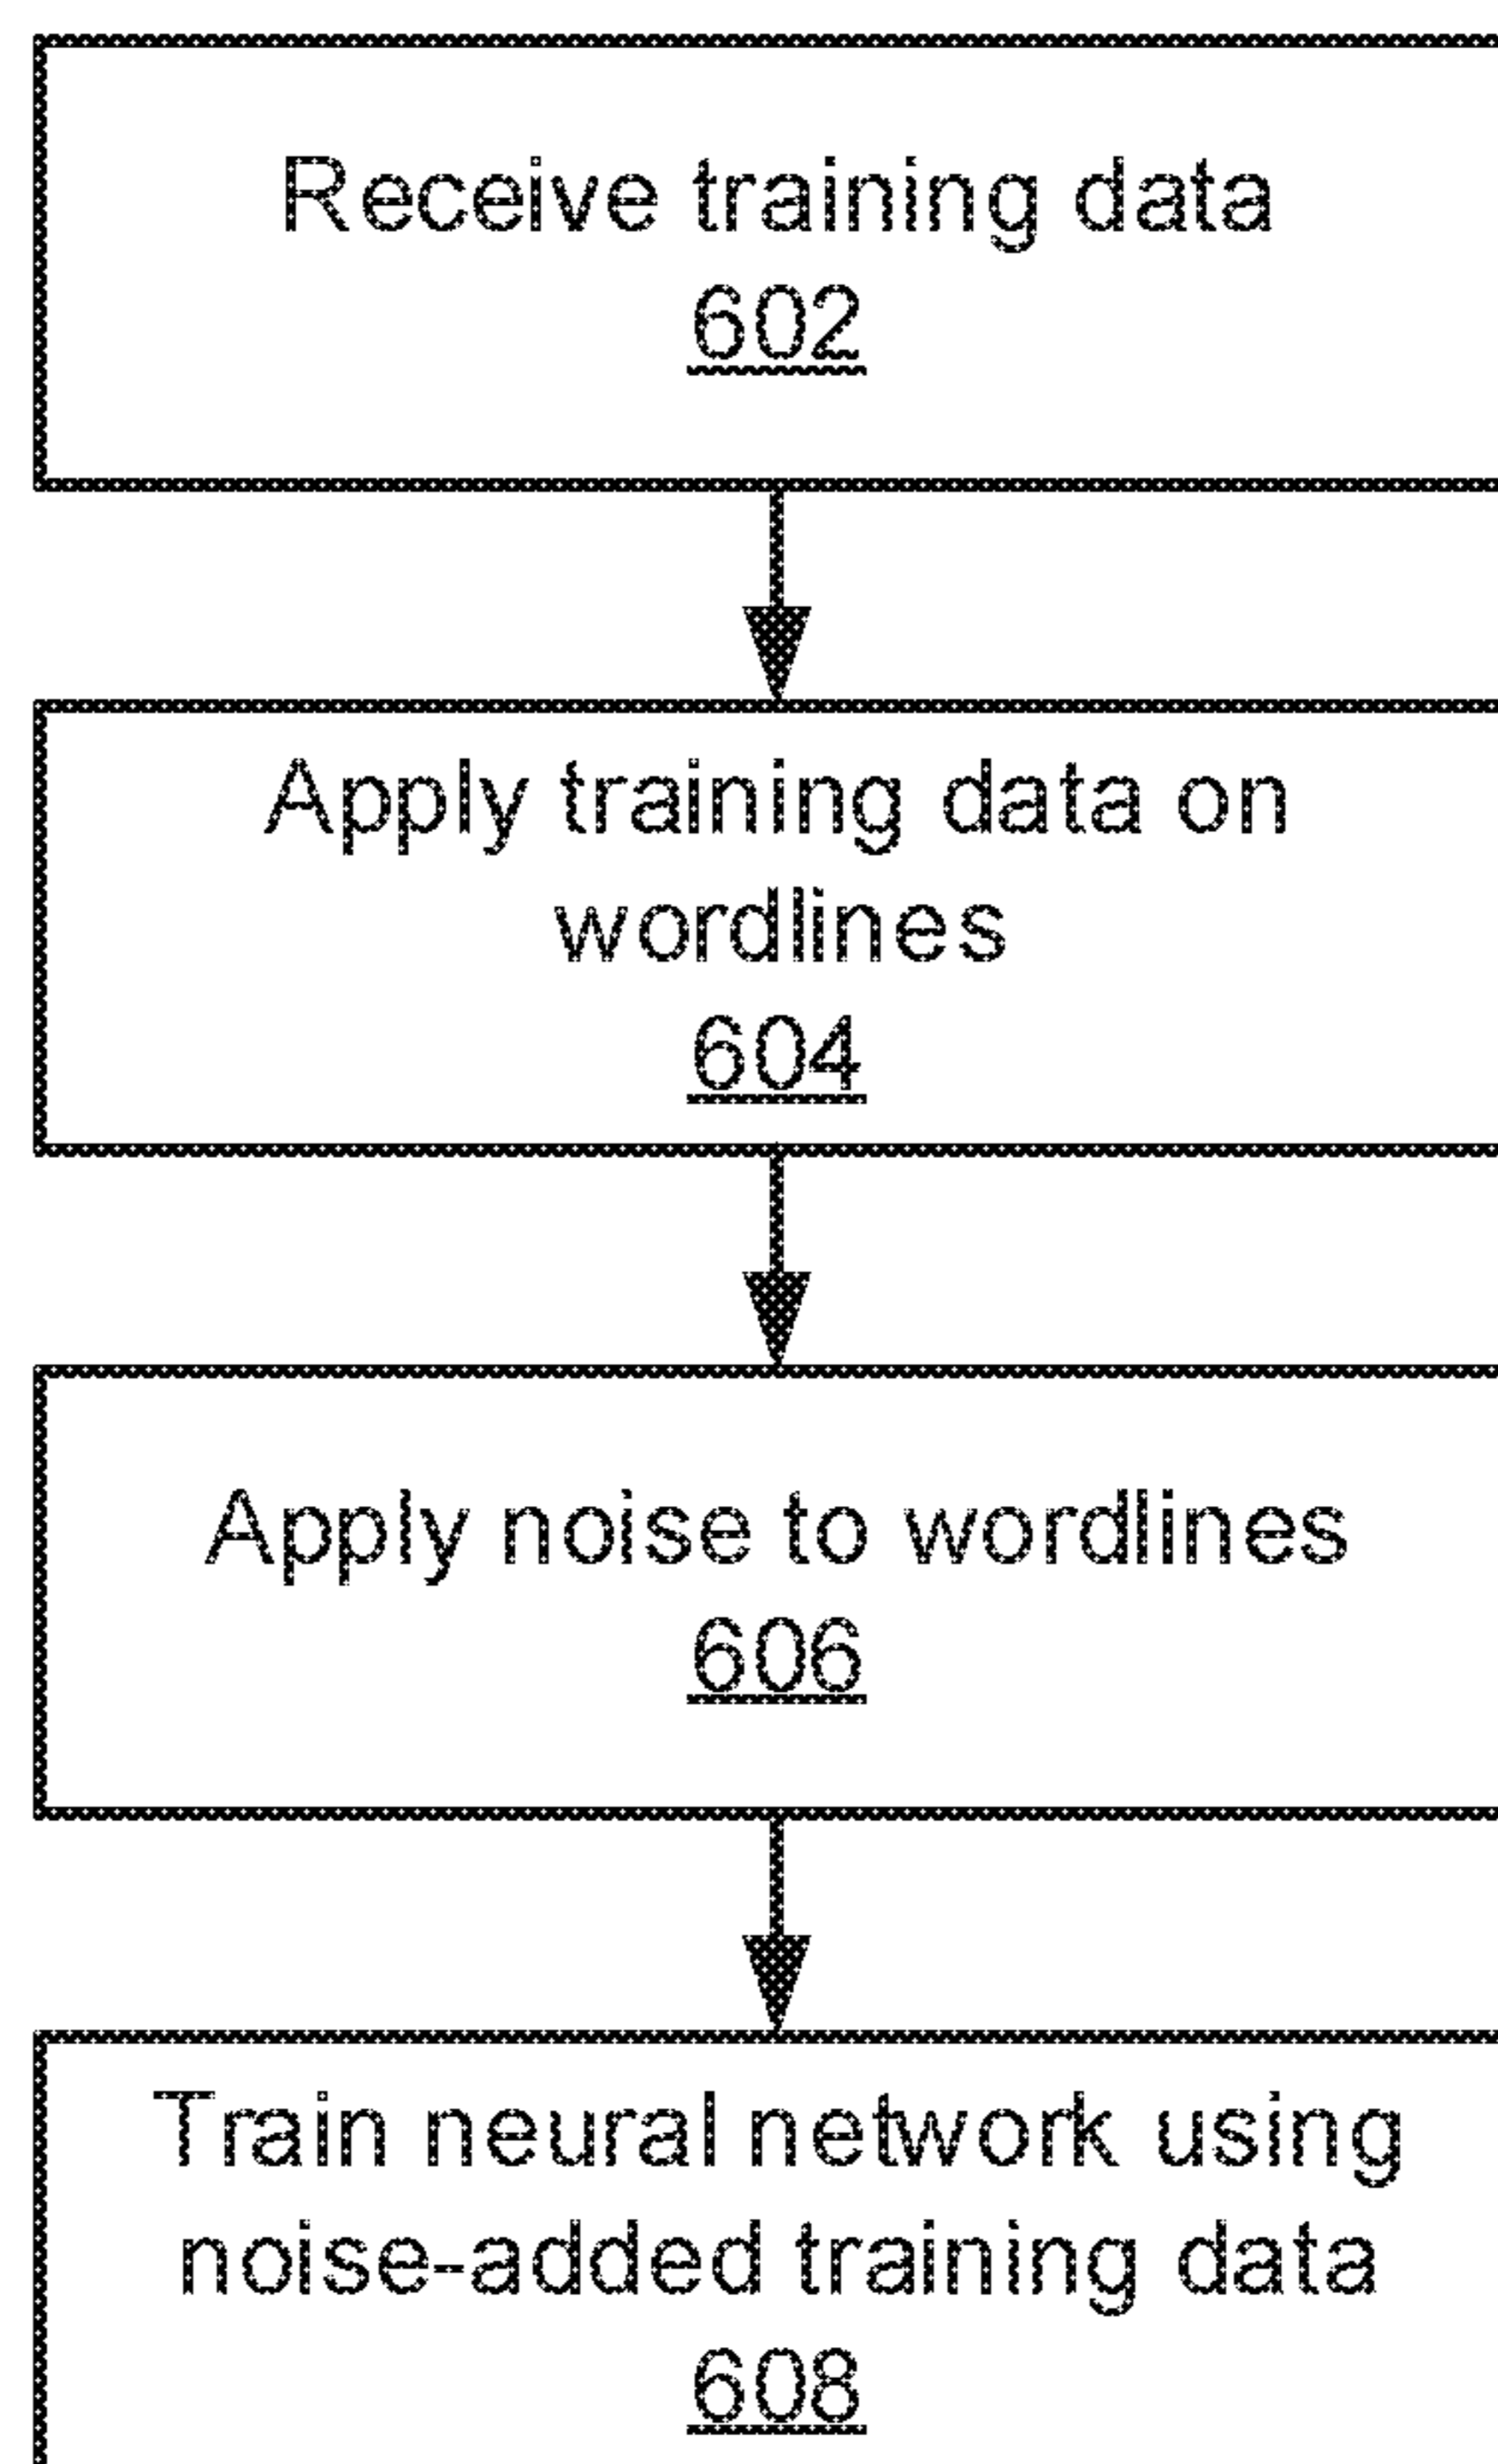 Receive training data
602
Apply training data on
wordlines
604
Apply noise to wordlines
606
Train neural network using
noise-added training data
608